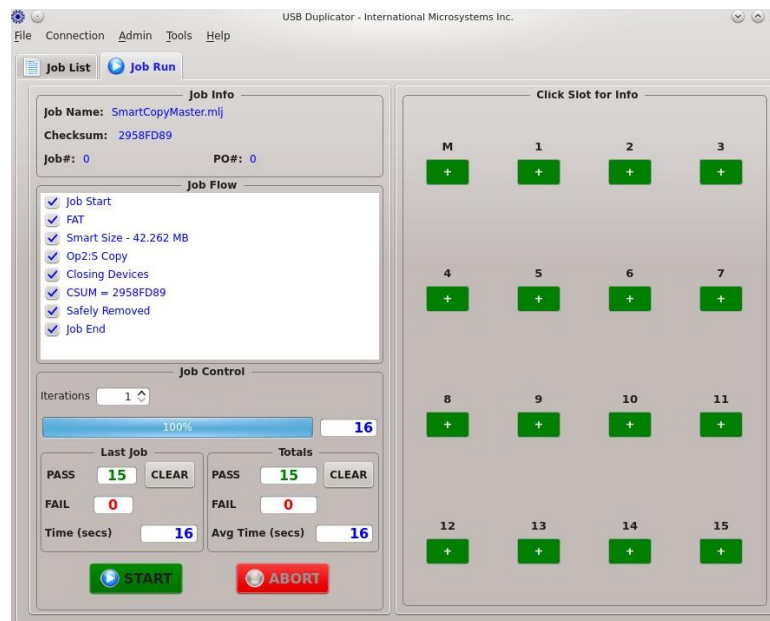 USB Duplicator - International Microsystems Inc.
File Connection Admin Tools Help
Job List Job Run
Job Info
Job Name: SmartCopyMaster.mlj
Checksum: 2958FD89
Job#: 0 PO#: 0
Job Flow
Job Start
FAT
Smart Size - 42.262 MB
Op2:S Copy
Closing Devices
CSUM = 2958FD89
Safely Removed
Job End
Job Control
Iterations 1
100% 16
Last Job
PASS 15 CLEAR
FAIL 0
Time (secs) 16
Totals
PASS 15 CLEAR
FAIL 0
Avg Time (secs) 16
START ABORT
Click Slot for Info
M 1 2 3
+ + + +
4 5 6 7
+ + + +
8 9 10 11
+ + + +
12 13 14 15
+ + + +